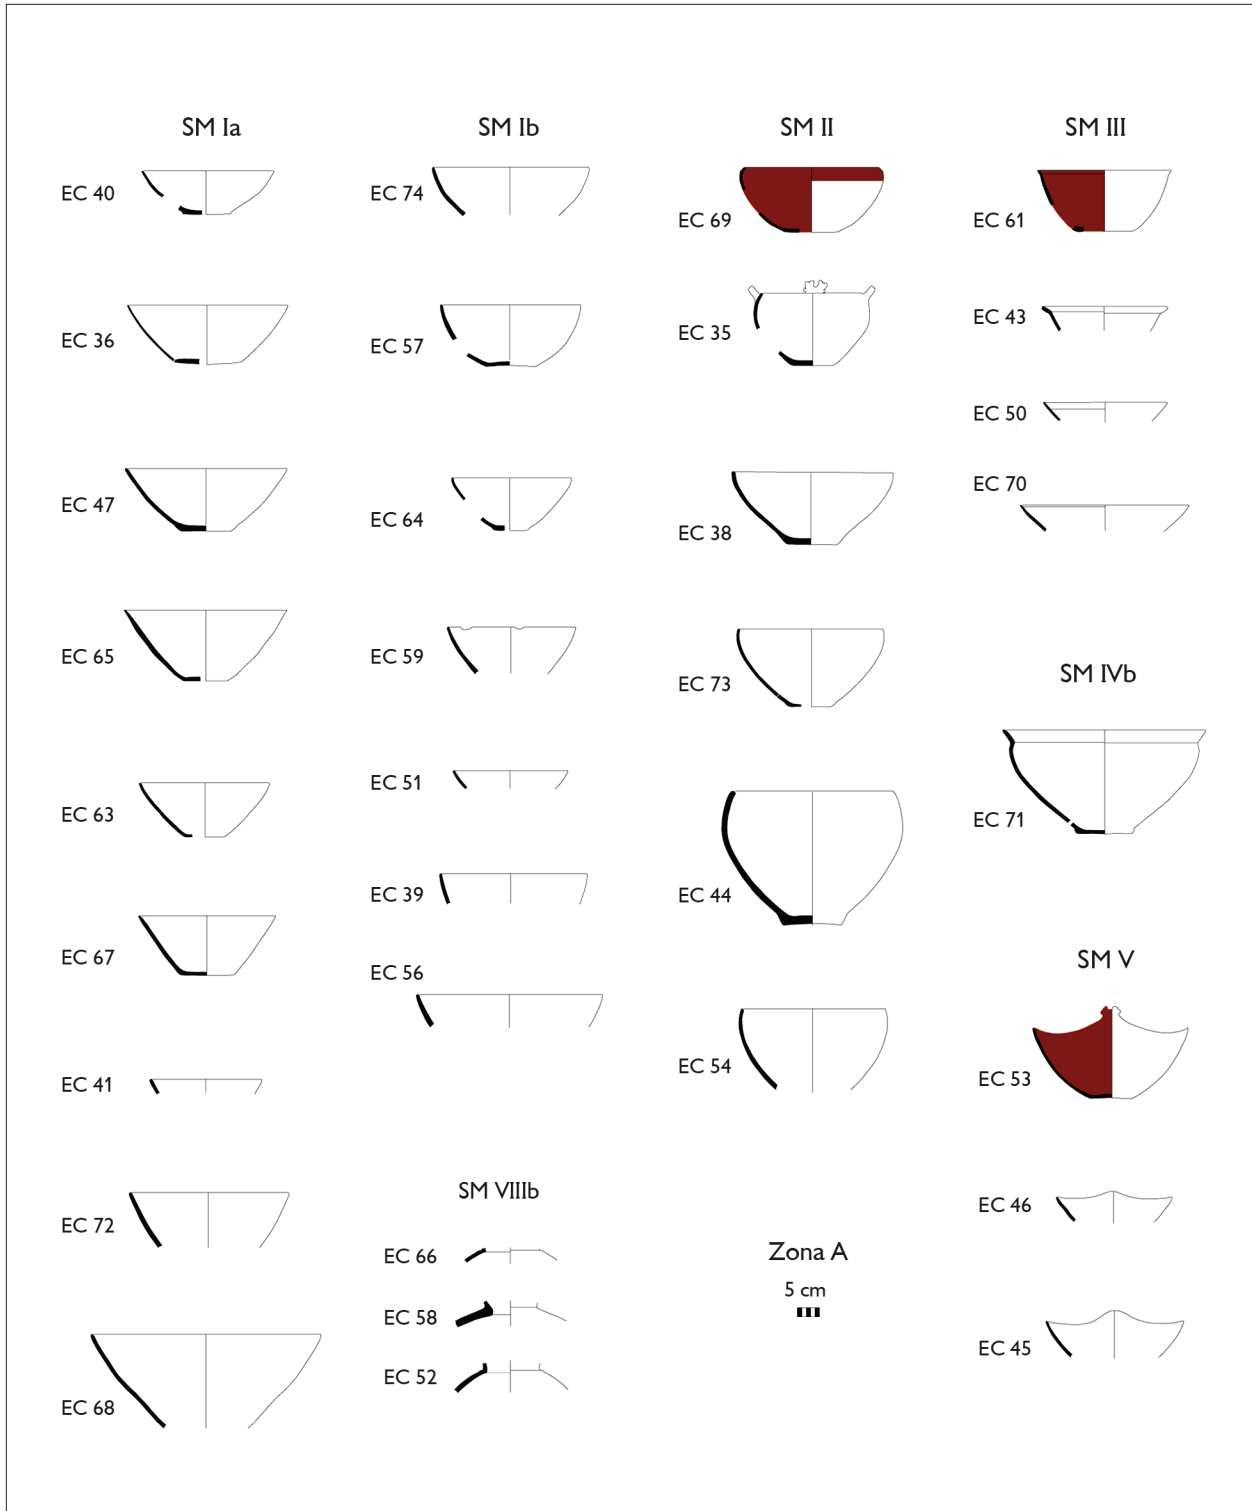 SM Ia
EC 40
EC 36
EC 47
EC 65
EC 63
EC 67
EC 41
EC 72
EC 68
SM Ib
EC 74
EC 57
EC 64
EC 59
EC 51
EC 39
EC 56
SM VIIIb
EC 66
EC 58
EC 52
SM II
EC 69
EC 35
EC 38
EC 73
EC 44
EC 54
Zona A
5 cm
SM III
EC 61
EC 43
EC 50
EC 70
SM IVb
EC 71
SM V
EC 53
EC 46
EC 45